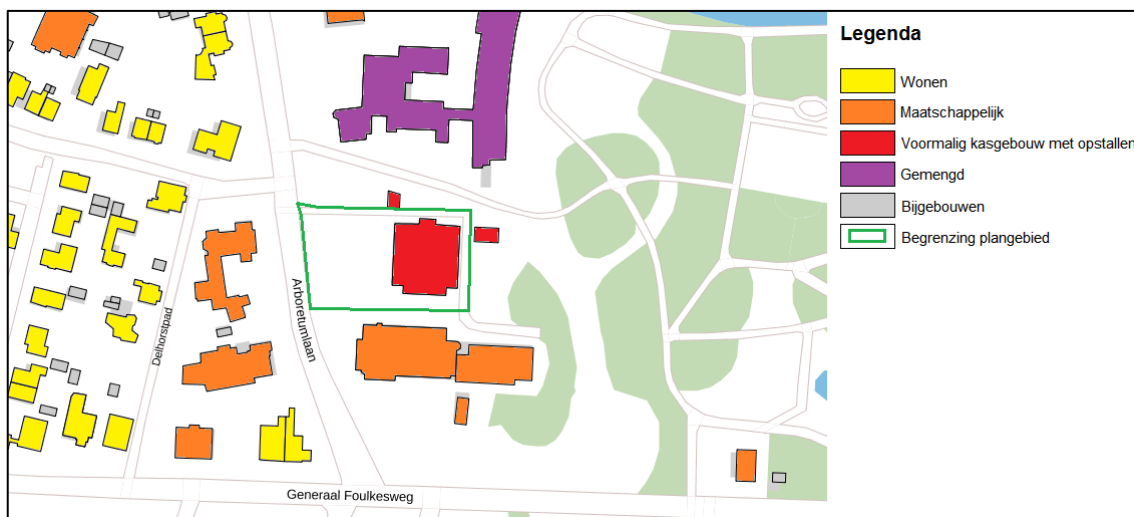 Legenda
Wonen
Maatschappelijk
Voormalig kasgebouw met opstallen
Gemengd
Bijgebouwen
Begrenzing plangebied
Delhorstpad
Arboretumlaan
Generaal Foulkesweg